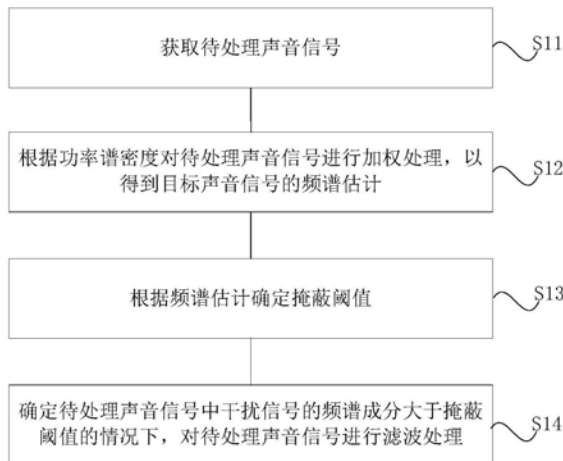 获取待处理声音信号
S11
根据功率谱密度对待处理声音信号进行加权处理，以
得到目标声音信号的频谱估计
S12
根据频谱估计确定掩蔽阈值
S13
确定待处理声音信号中干扰信号的频谱成分大于掩蔽
阈值的情况下，对待处理声音信号进行滤波处理
S14